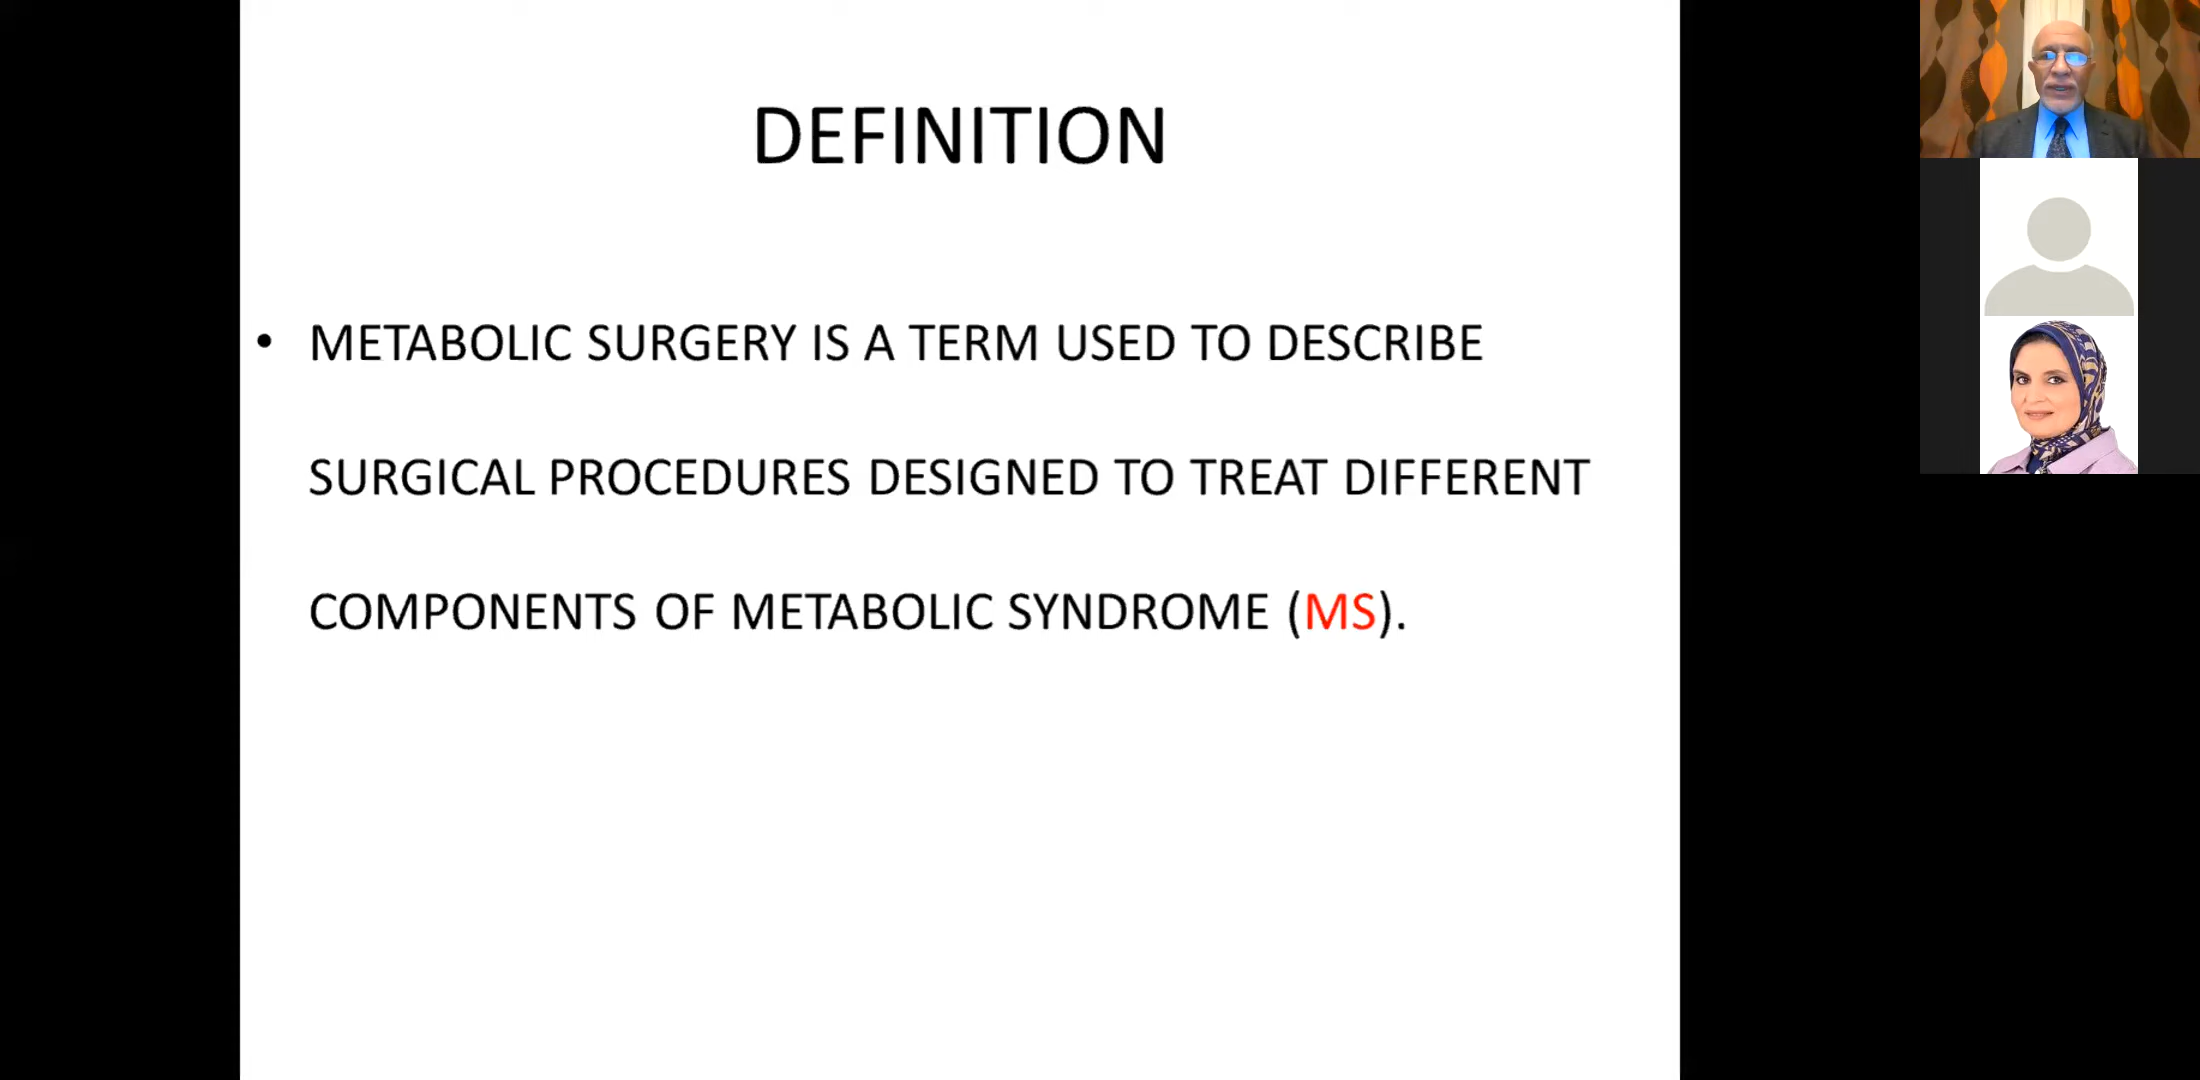 DEFINITION
• METABOLIC SURGERY IS A TERM USED TO DESCRIBE
SURGICAL PROCEDURES DESIGNED TO TREAT DIFFERENT
COMPONENTS OF METABOLIC SYNDROME (MS).